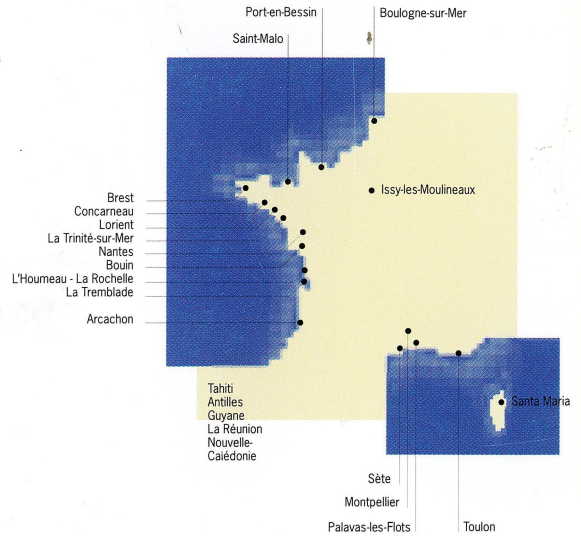 Port-en-Bessin
Boulogne-sur-Mer
Saint-Malo
Issy-les-Moulineaux
Brest
Concarneau
Lorient
La Trinité-sur-Mer
Nantes
Bouin
L'Houmeau - La Rochelle
La Tremblade
Arcachon
Tahiti
Antilles
Guyane
La Réunion
Nouvelle-
Calédonie
Santa Maria
Sète
Montpellier
Palavas-les-Flots
Toulon